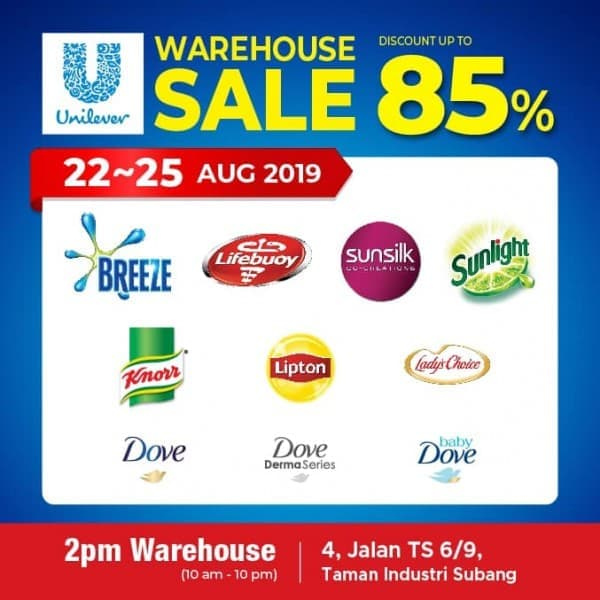 Unilever
WAREHOUSE
SALE
DISCOUNT UP TO
85%
22~25 AUG 2019
BREEZE
Lifebuoy
sunsilk
CO-CREATIONS
Sunlight
Knorr
Lipton
Lady's Choice
Dove
Dove
DermaSeries
baby
Dove
2pm Warehouse
(10 am - 10 pm)
4, Jalan TS 6/9,
Taman Industri Subang